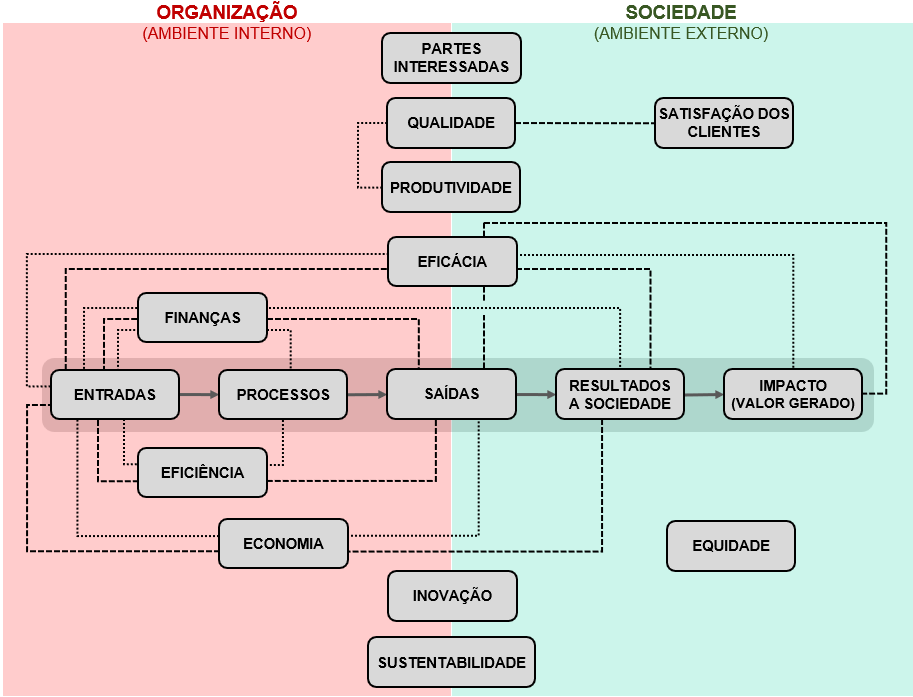 ORGANIZAÇÃO
(AMBIENTE INTERNO)
SOCIEDADE
(AMBIENTE EXTERNO)
PARTES
INTERESSADAS
QUALIDADE
SATISFAÇÃO DOS
CLIENTES
PRODUTIVIDADE
EFICÁCIA
FINANÇAS
ENTRADAS
PROCESSOS
SAÍDAS
RESULTADOS
A SOCIEDADE
IMPACTO
(VALOR GERADO)
EFICIÊNCIA
ECONOMIA
EQUIDADE
INOVAÇÃO
SUSTENTABILIDADE